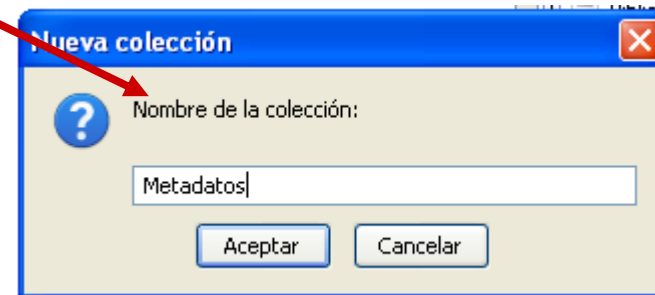 Nueva colección
Nombre de la colección:
Metadatos
Aceptar
Cancelar